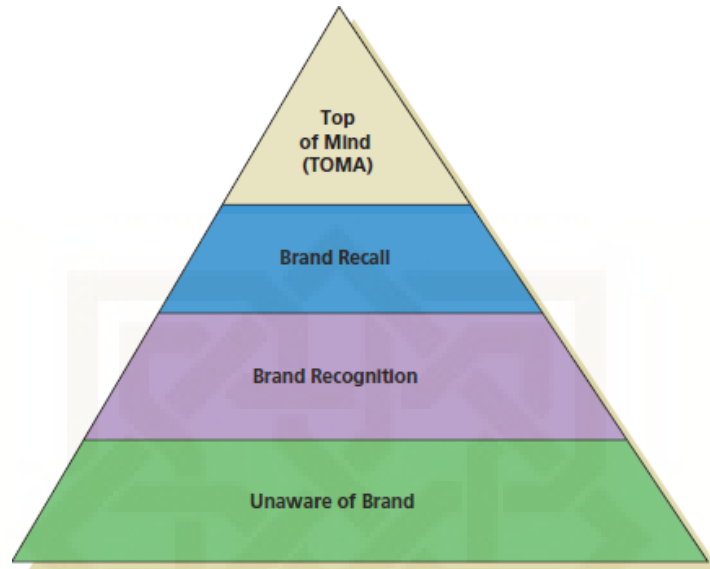 Top
of Mind
(TOMA)
Brand Recall
Brand Recognition
Unaware of Brand